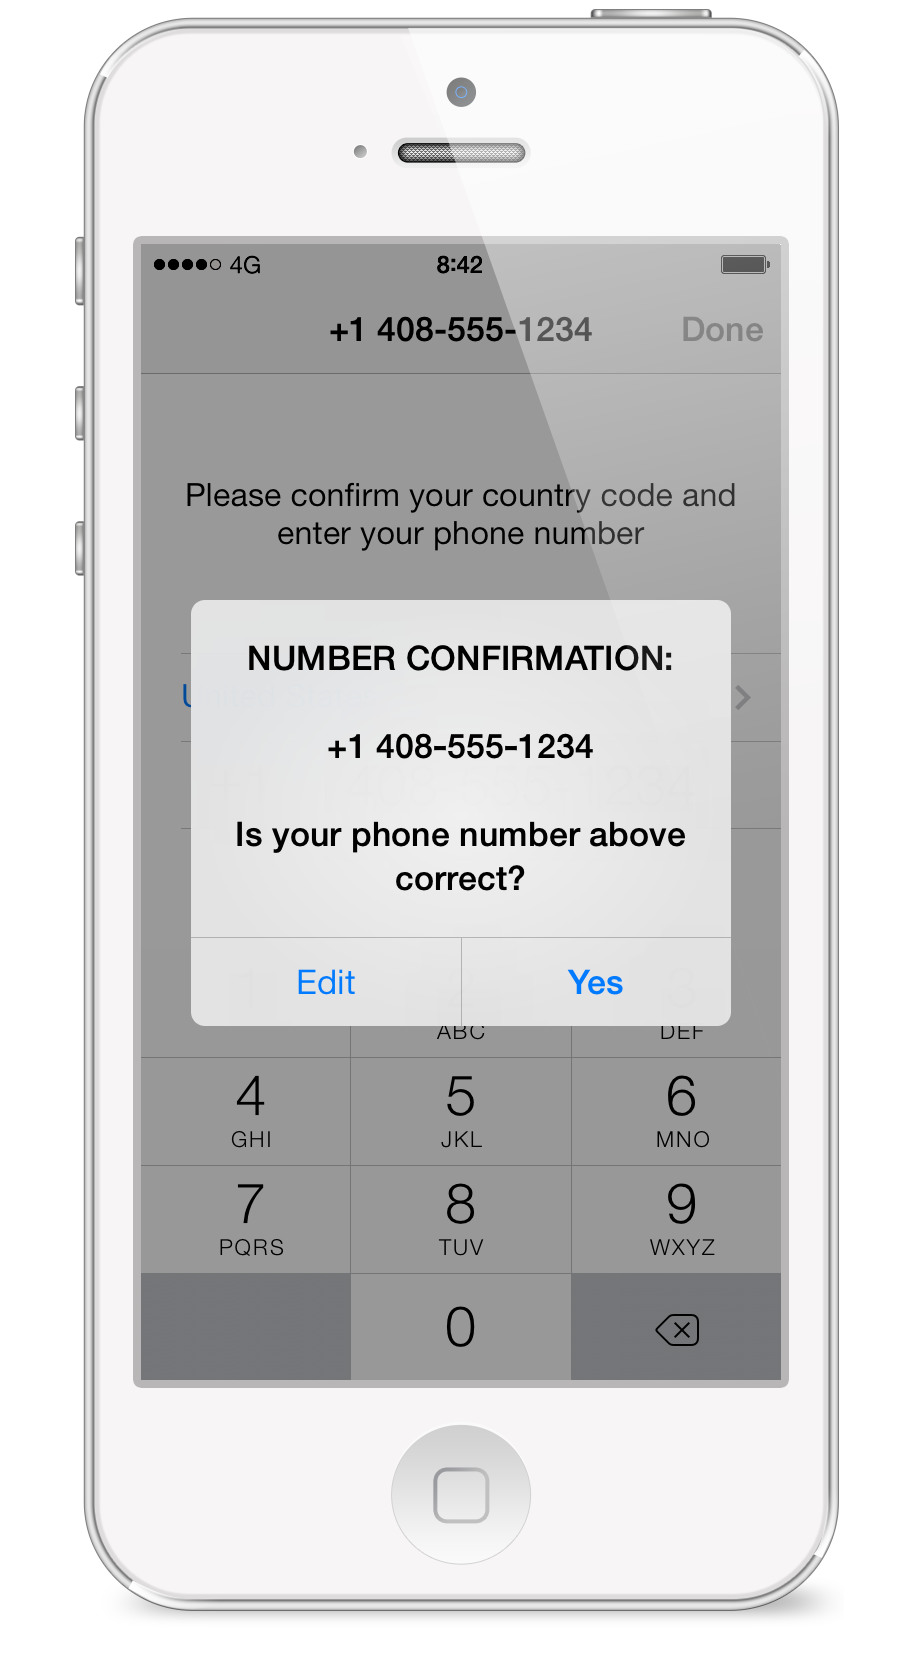 4G 8:42
+1 408-555-1234 Done
Please confirm your country code and
enter your phone number
NUMBER CONFIRMATION:
+1 408-555-1234
Is your phone number above
correct?
Edit Yes
ABC DEF
4 5 6
GHI JKL MNO
7 8 9
PQRS TUV WXYZ
0